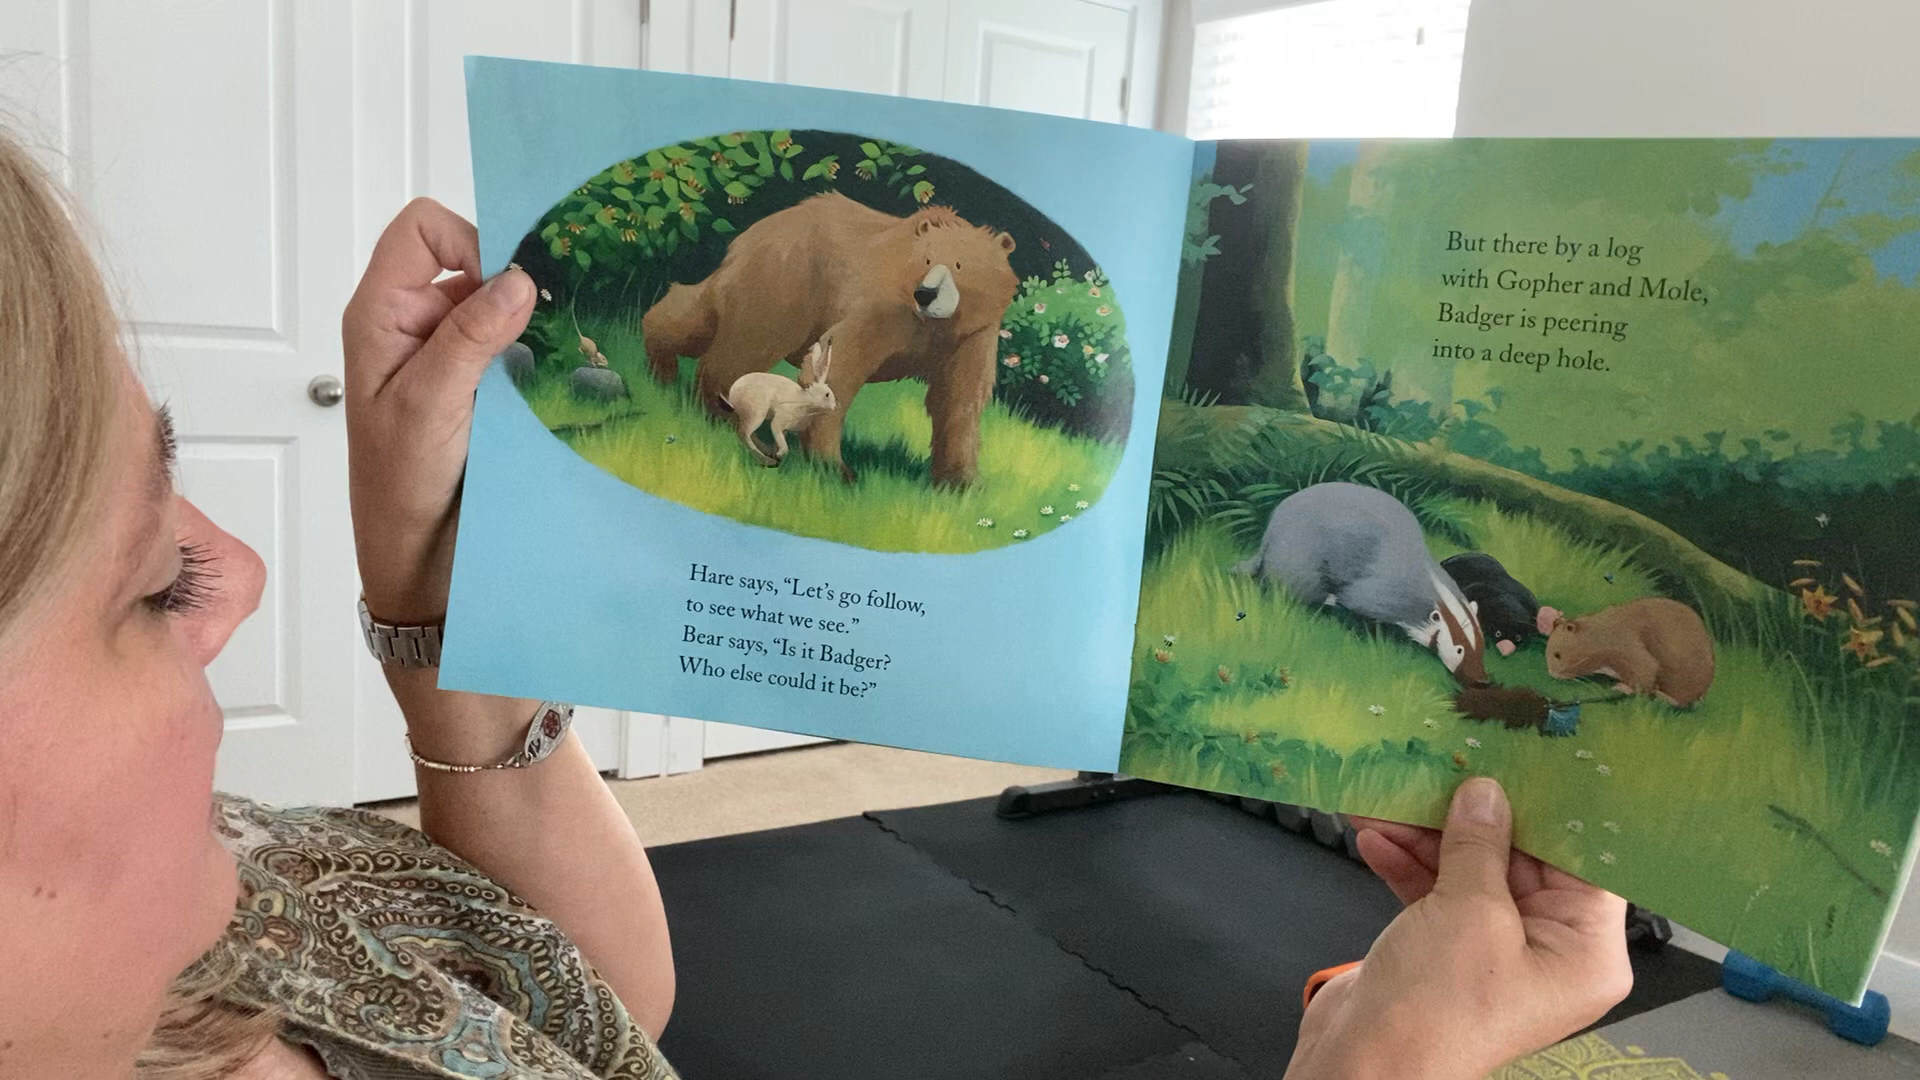 Hare says, “Let’s go follow,
to see what we see.”
Bear says, “Is it Badger?
Who else could it be?”
But there by a log
with Gopher and Mole,
Badger is peering
into a deep hole.